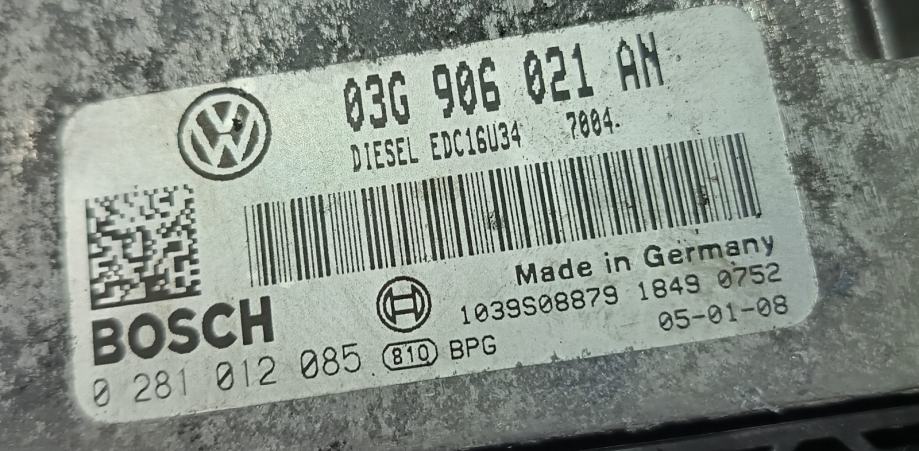 03G 906 021 AN
DIESEL EDC16U34 7004.
Made in Germany
1039S08879 1849 0752
05-01-08
BOSCH
0 281 012 085 810 BPG